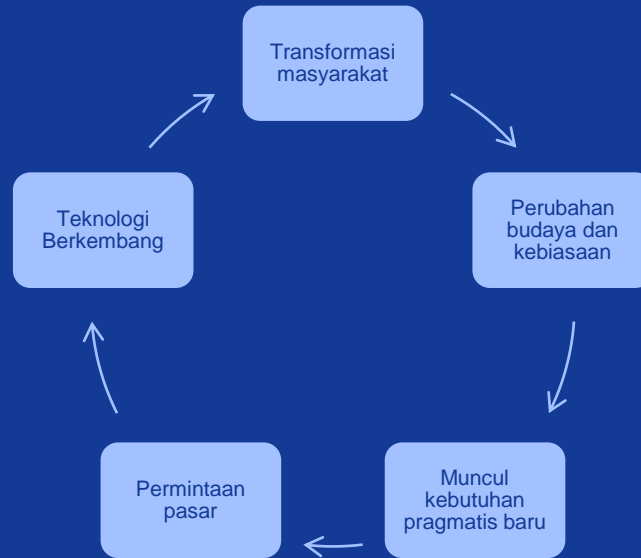 Transformasi
masyarakat
Perubahan
budaya dan
kebiasaan
Muncul
kebutuhan
pragmatis baru
Permintaan
pasar
Teknologi
Berkembang